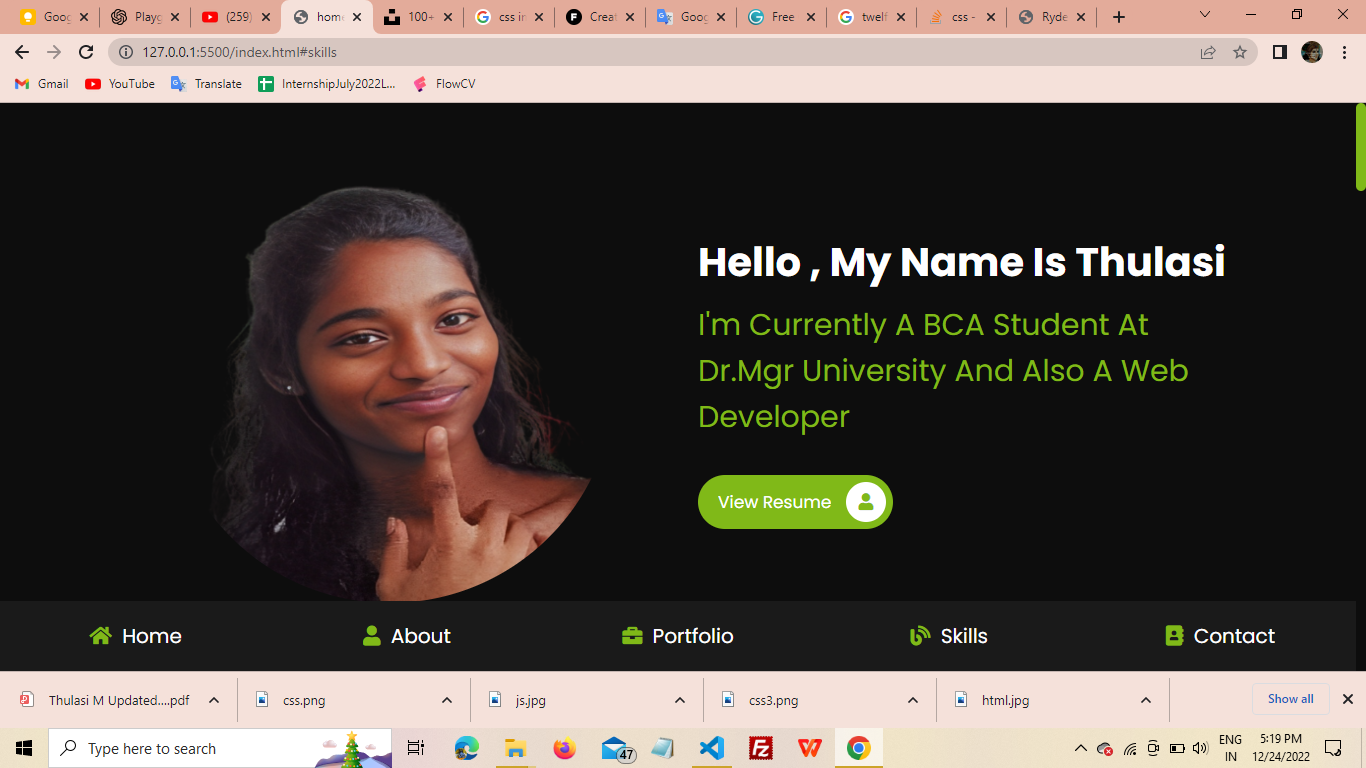 Goog
Playg
(259)
home
100+
css in
Creat
Goog
Free
twelf
css -
Ryde
127.0.0.1:5500/index.html#skills
Gmail
YouTube
Translate
InternshipJuly2022L...
FlowCV
Hello , My Name Is Thulasi
I'm Currently A BCA Student At
Dr.Mgr University And Also A Web
Developer
View Resume
Home
About
Portfolio
Skills
Contact
Thulasi M Updated....pdf
css.png
js.jpg
css3.png
html.jpg
Show all
Type here to search
47
ENG
IN
5:19 PM
12/24/2022